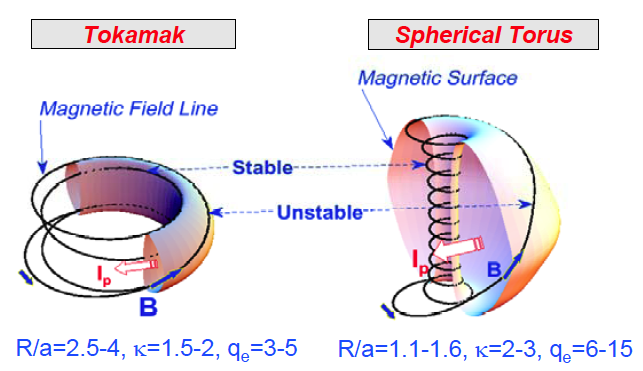 Tokamak
Spherical Torus
Magnetic Surface
Magnetic Field Line
Stable
Unstable
Iₚ
B
Iₚ
B
R/a=2.5-4, κ=1.5-2, qₑ=3-5
R/a=1.1-1.6, κ=2-3, qₑ=6-15